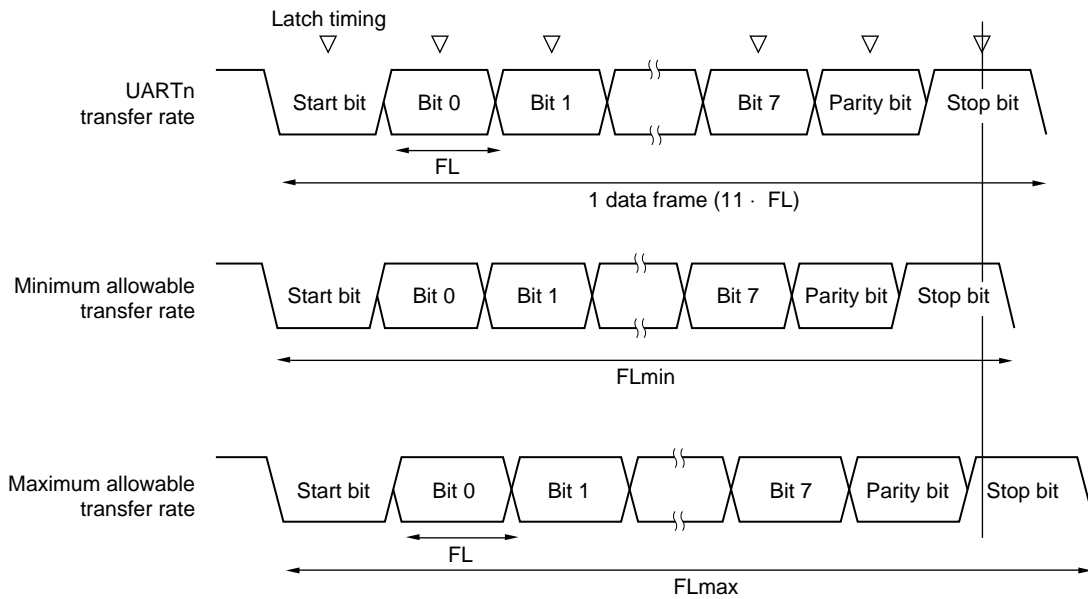 Latch timing
UARTn
transfer rate
Start bit Bit 0 Bit 1 Bit 7 Parity bit Stop bit
FL
1 data frame (11 · FL)
Minimum allowable
transfer rate
Start bit Bit 0 Bit 1 Bit 7 Parity bit Stop bit
FLmin
Maximum allowable
transfer rate
Start bit Bit 0 Bit 1 Bit 7 Parity bit Stop bit
FL
FLmax